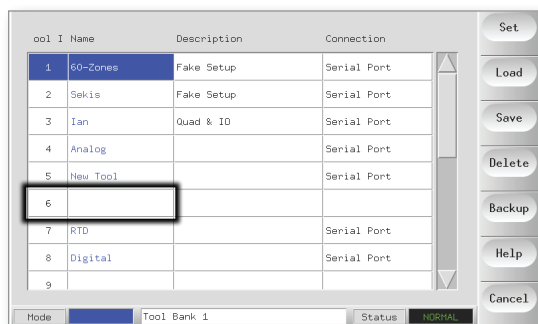 ool I Name Description Connection
1 60-Zones Fake Setup Serial Port
2 Sekis Fake Setup Serial Port
3 Ian Quad & IO Serial Port
4 Analog Serial Port
5 New Tool Serial Port
6
7 RTD Serial Port
8 Digital Serial Port
9
Mode Tool Bank 1 Status NORMAL
Set
Load
Save
Delete
Backup
Help
Cancel